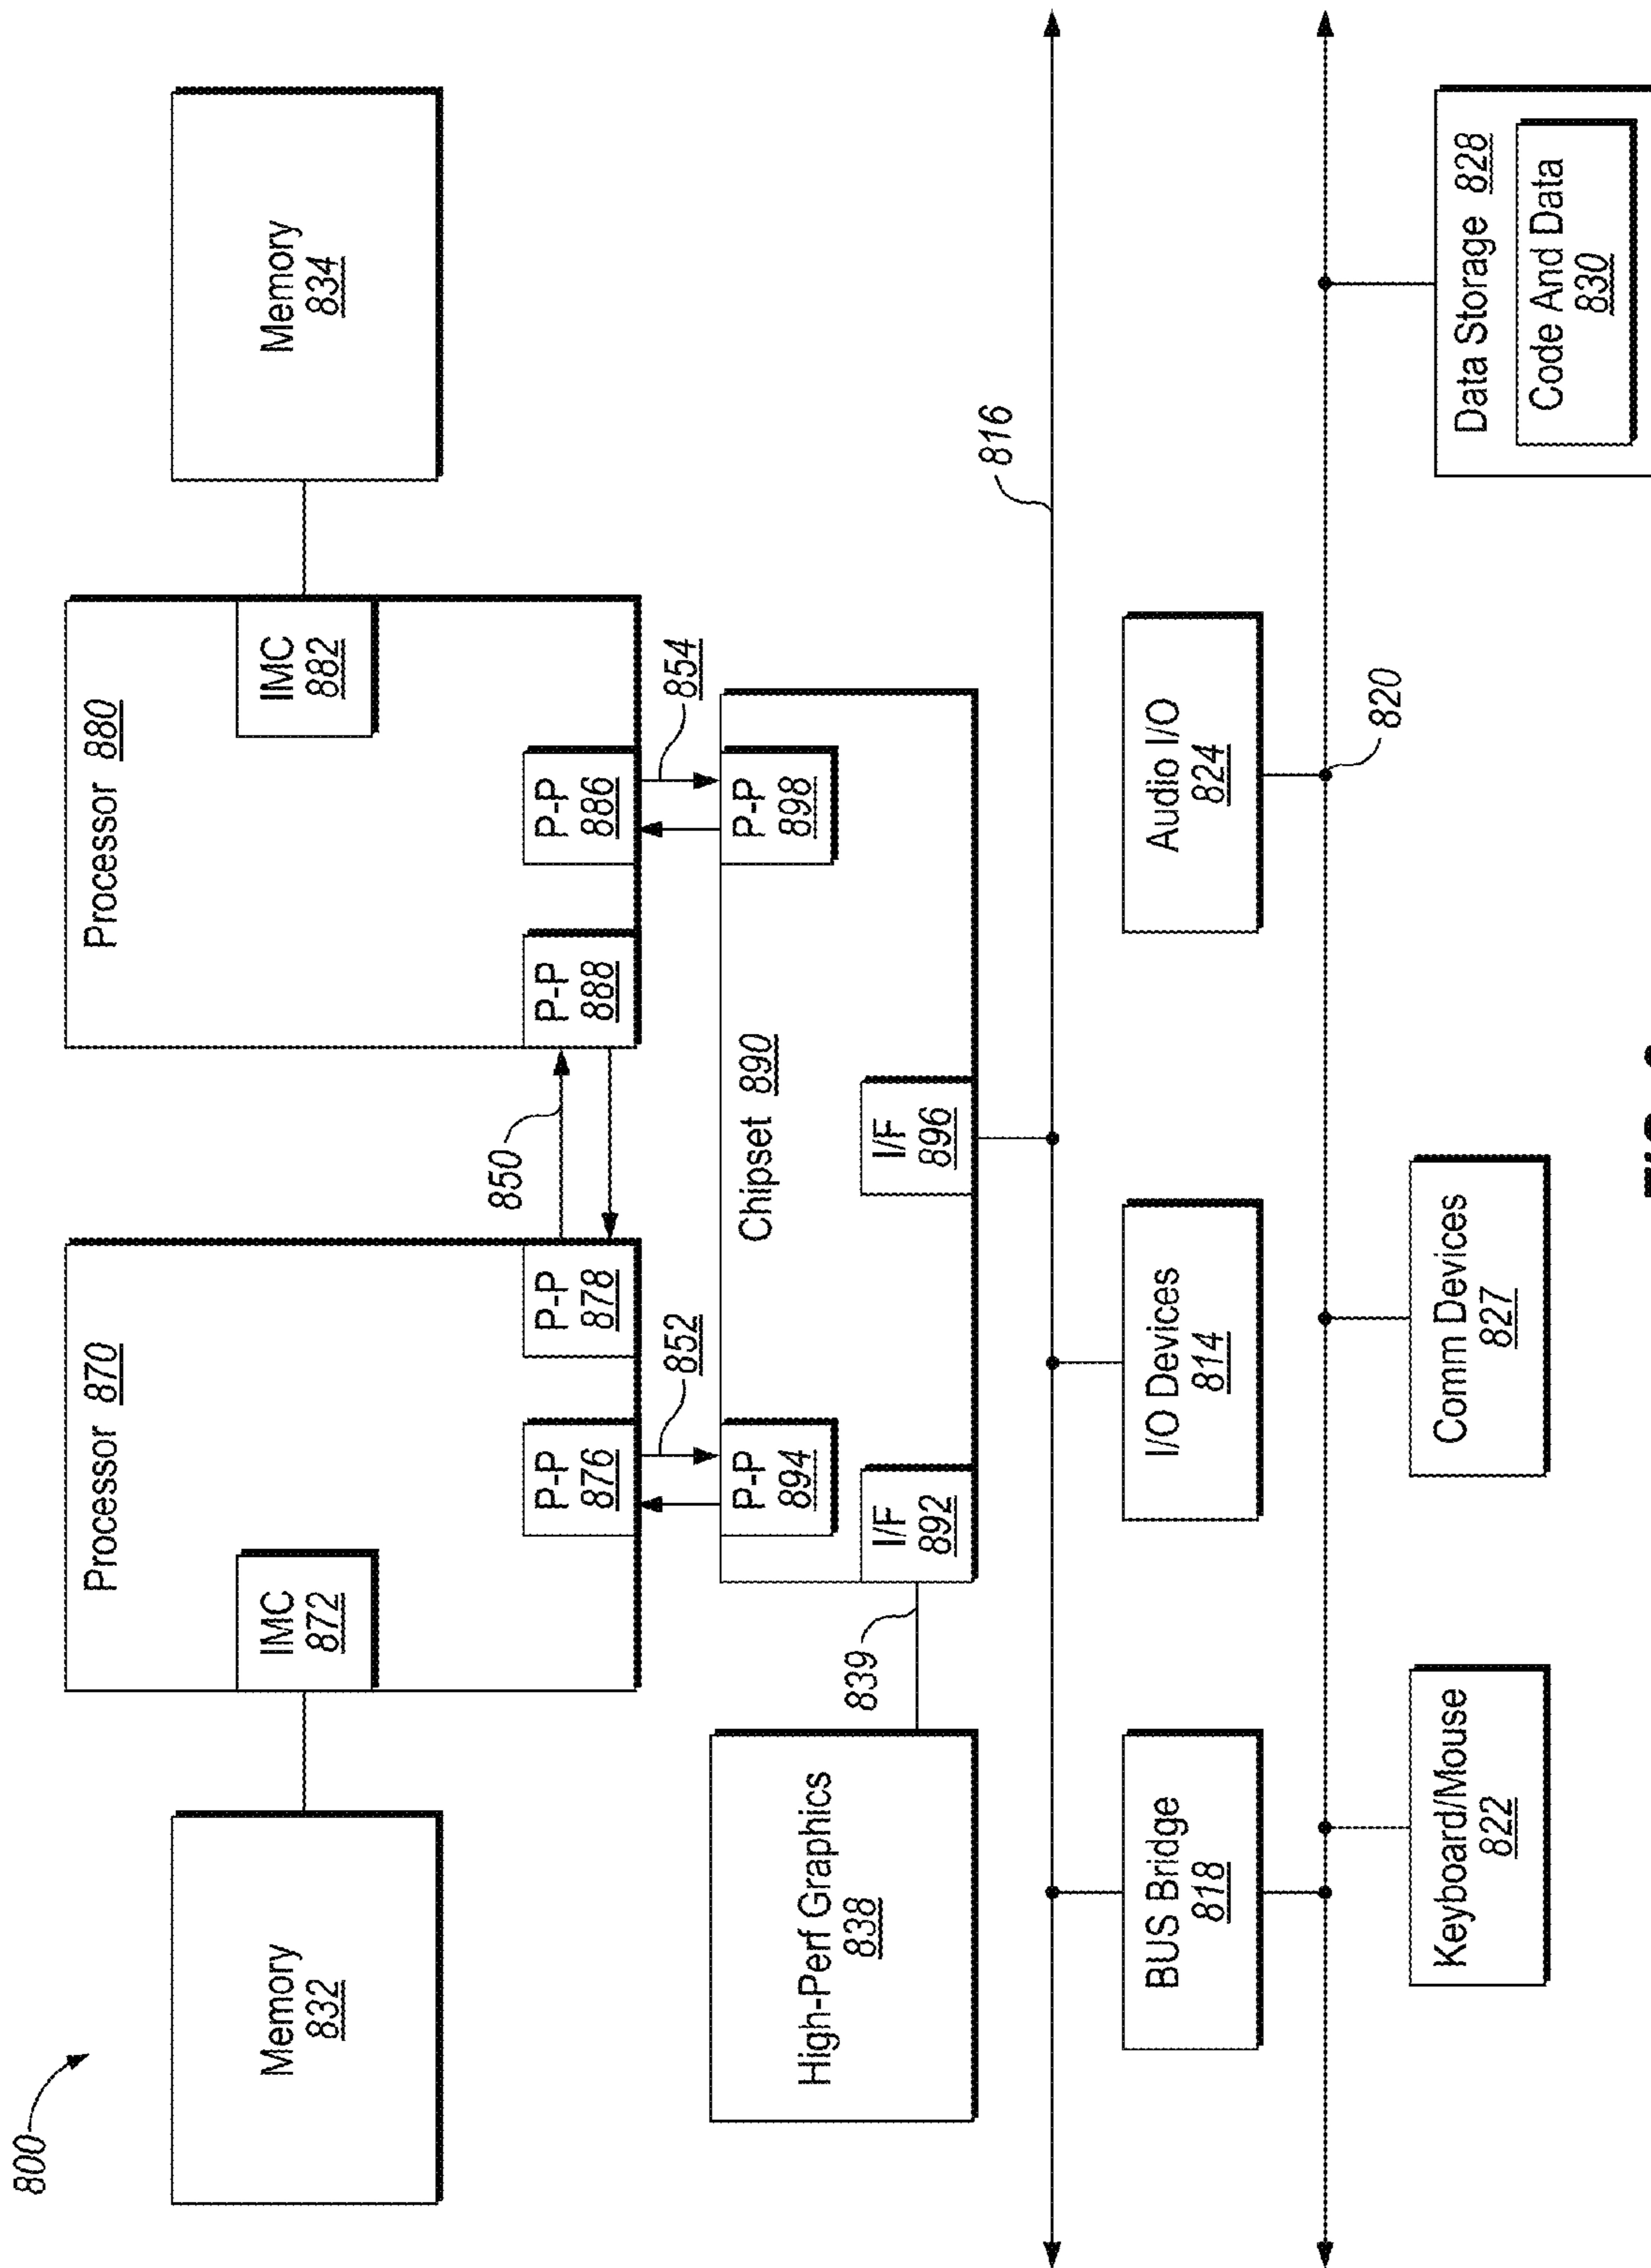 800
Processor 870
Processor 880
Memory
832
IMC
872
IMC
882
Memory
834
850
P-P
876
P-P
878
P-P
888
P-P
886
852
854
High-Perf Graphics
838
839
P-P
894
Chipset 890
P-P
898
I/F
892
I/F
896
816
BUS Bridge
818
I/O Devices
814
Audio I/O
824
820
Keyboard/Mouse
822
Comm Devices
827
Data Storage 828
Code And Data
830